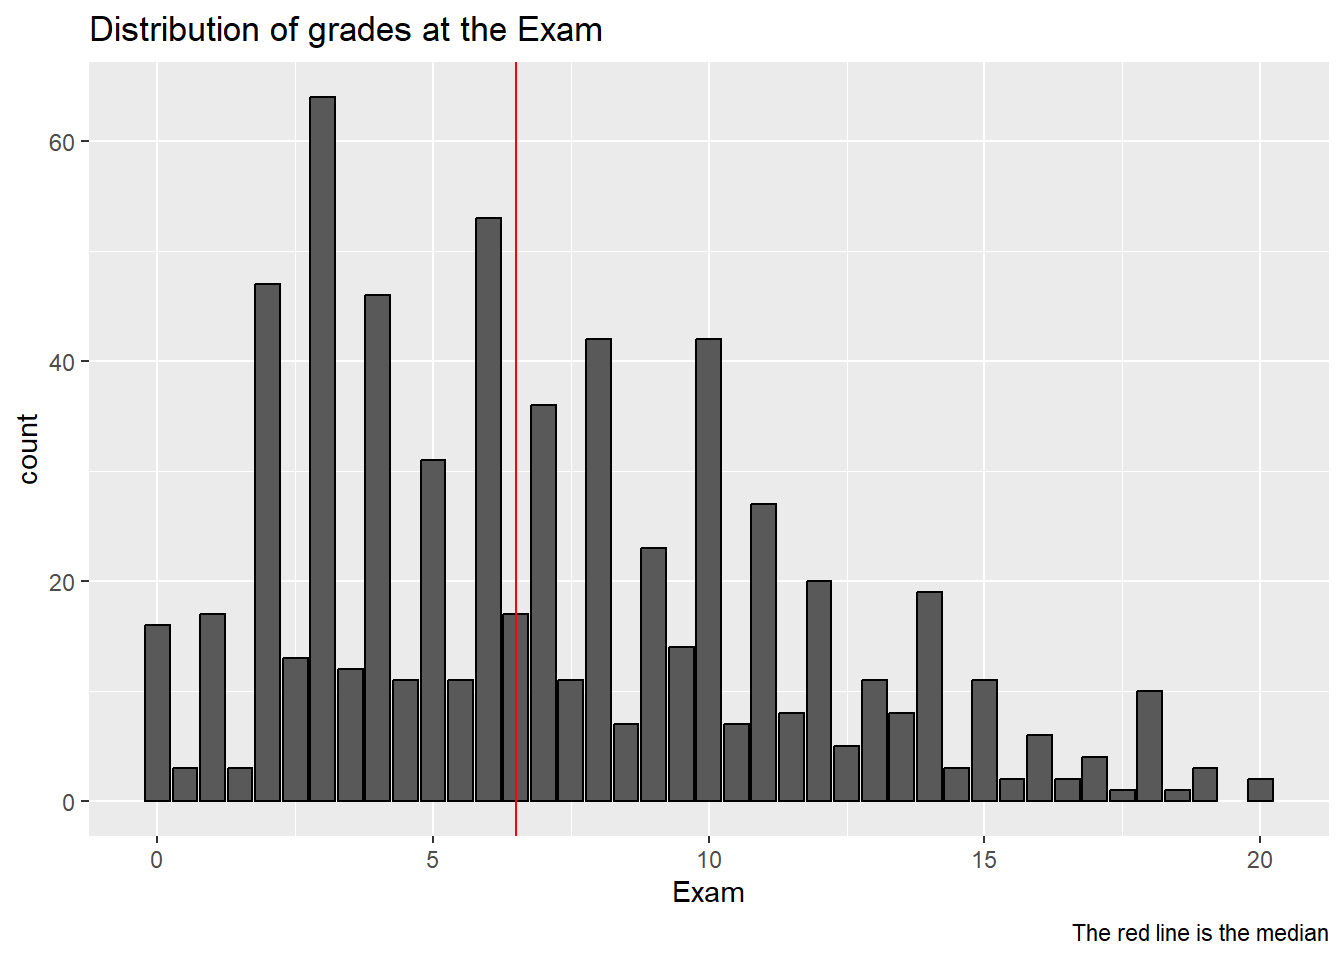 Distribution of grades at the Exam
60
40
20
0
count
0 5 10 15 20
Exam
The red line is the median